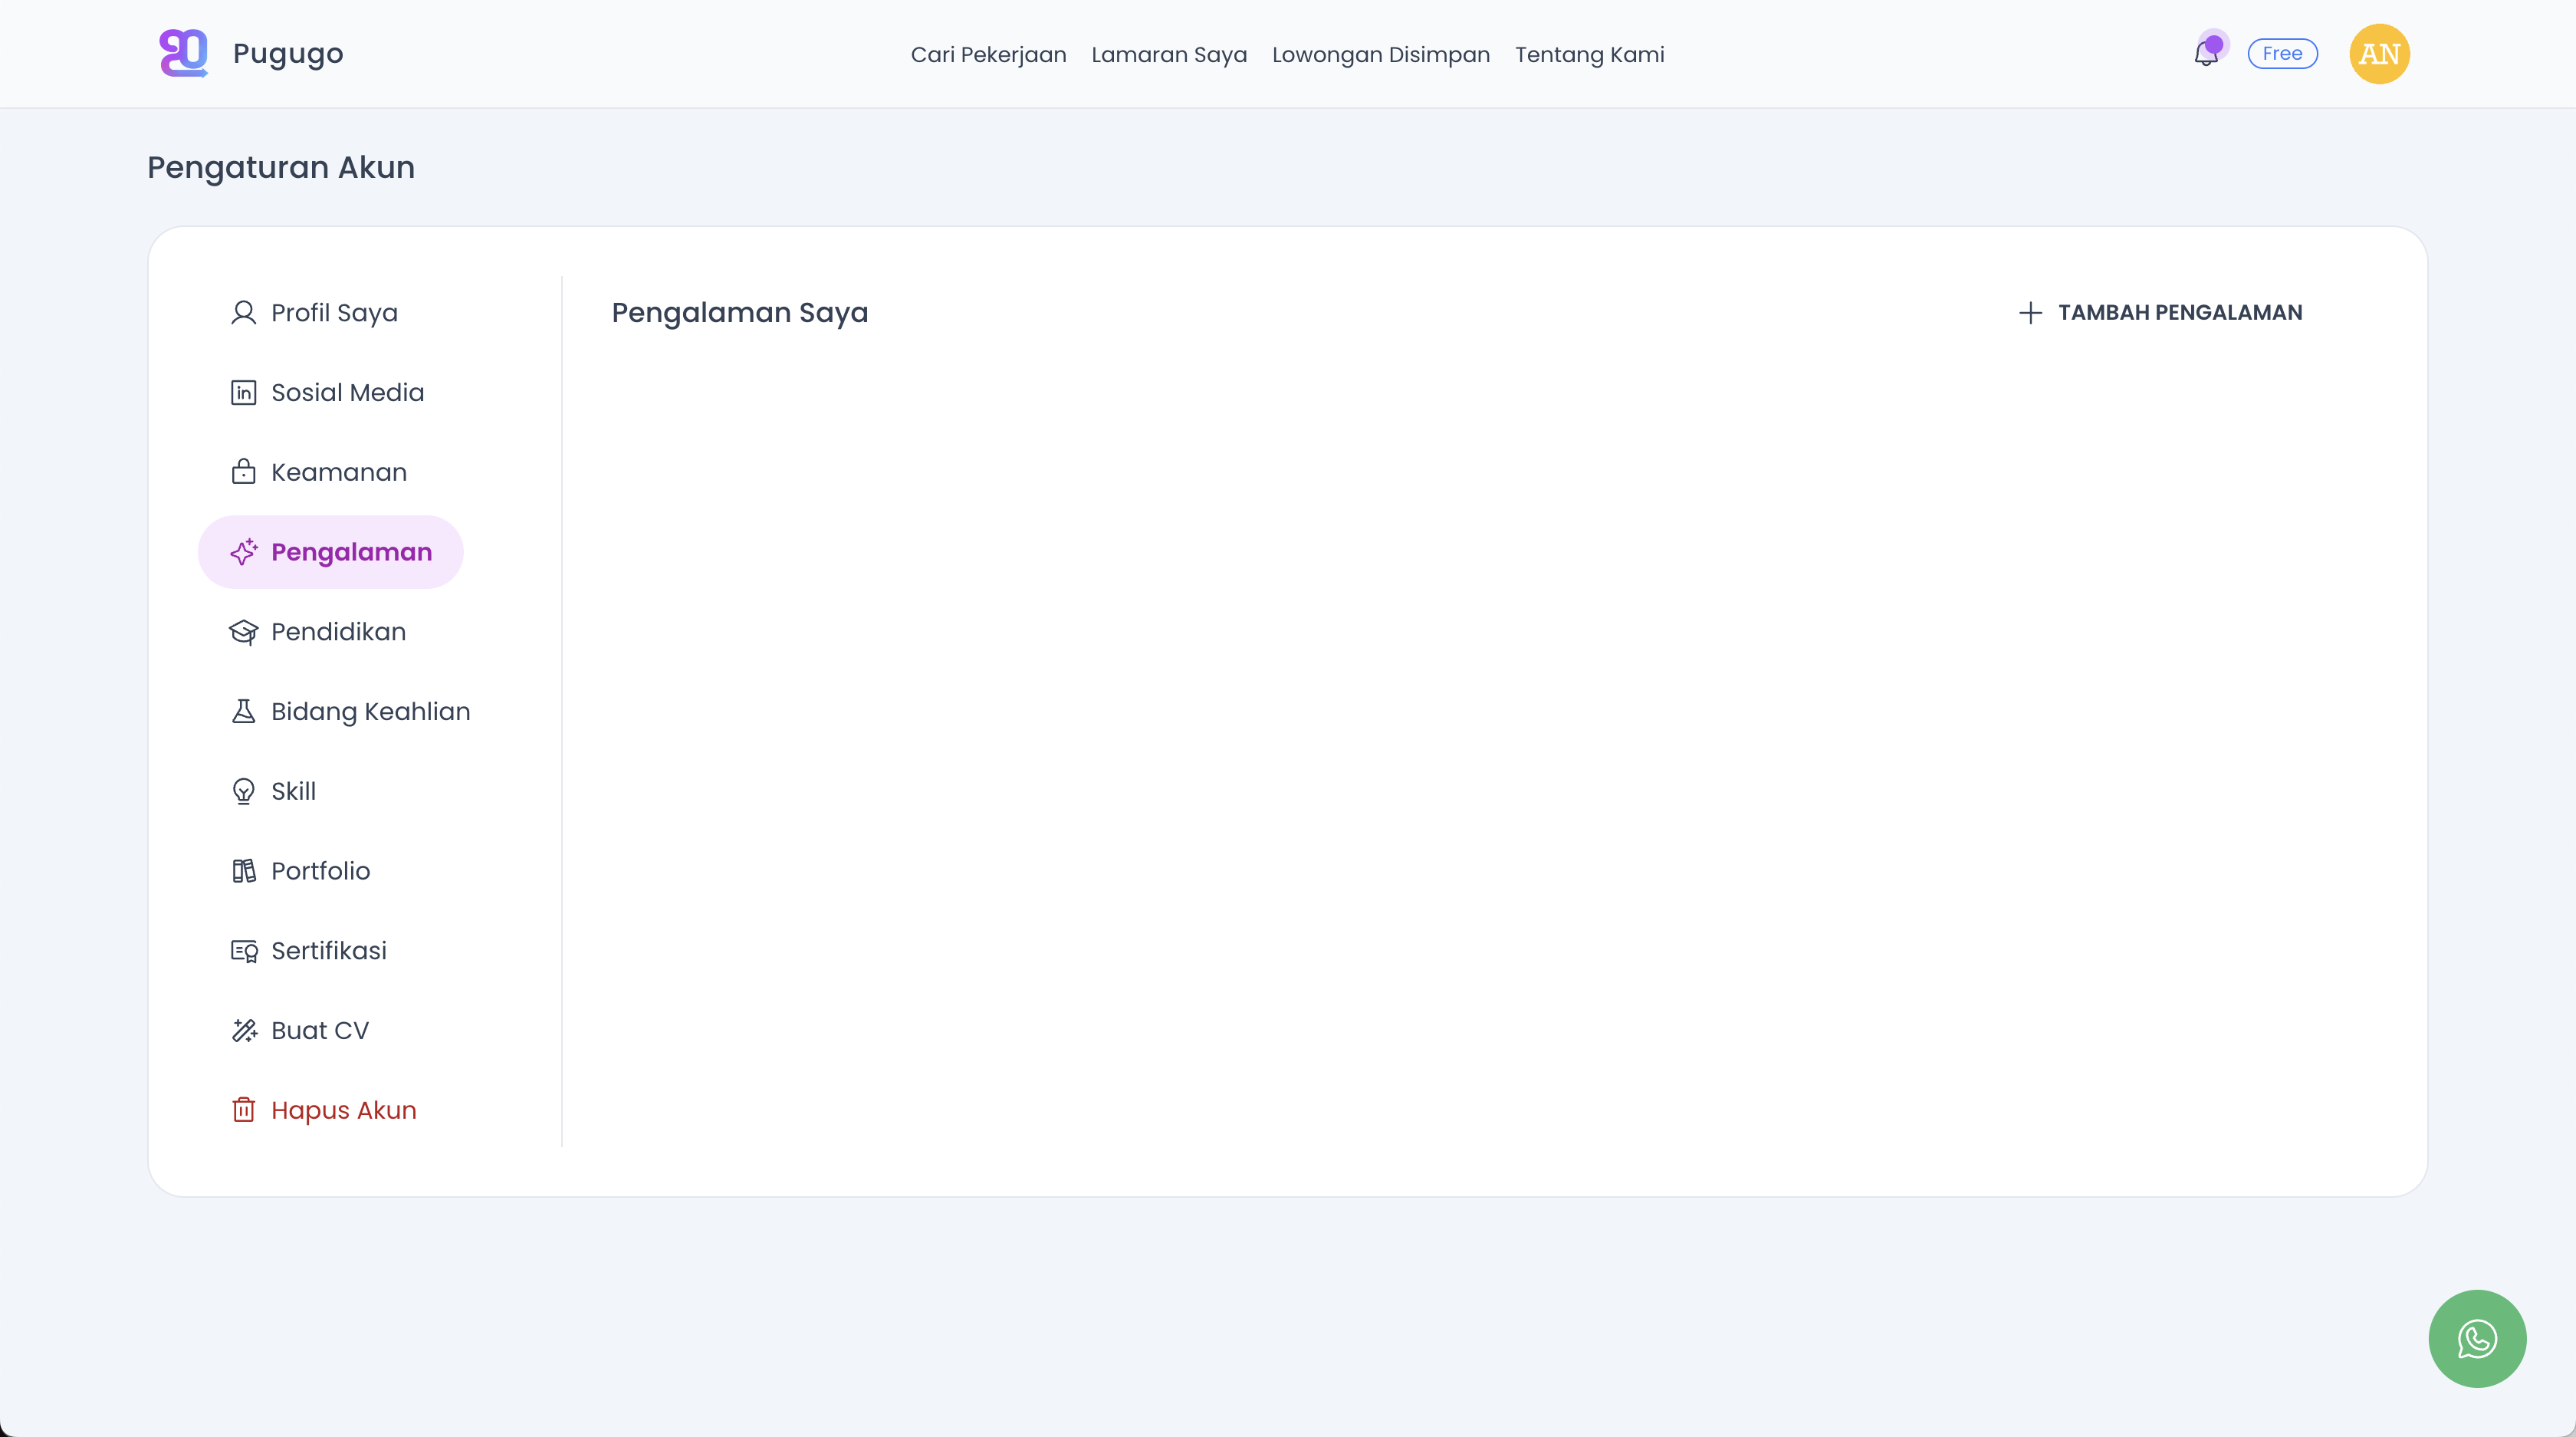 Pugugo
Cari Pekerjaan Lamaran Saya Lowongan Disimpan Tentang Kami
Free
AN
Pengaturan Akun
Profil Saya
Sosial Media
Keamanan
Pengalaman
Pendidikan
Bidang Keahlian
Skill
Portfolio
Sertifikasi
Buat CV
Hapus Akun
Pengalaman Saya
TAMBAH PENGALAMAN